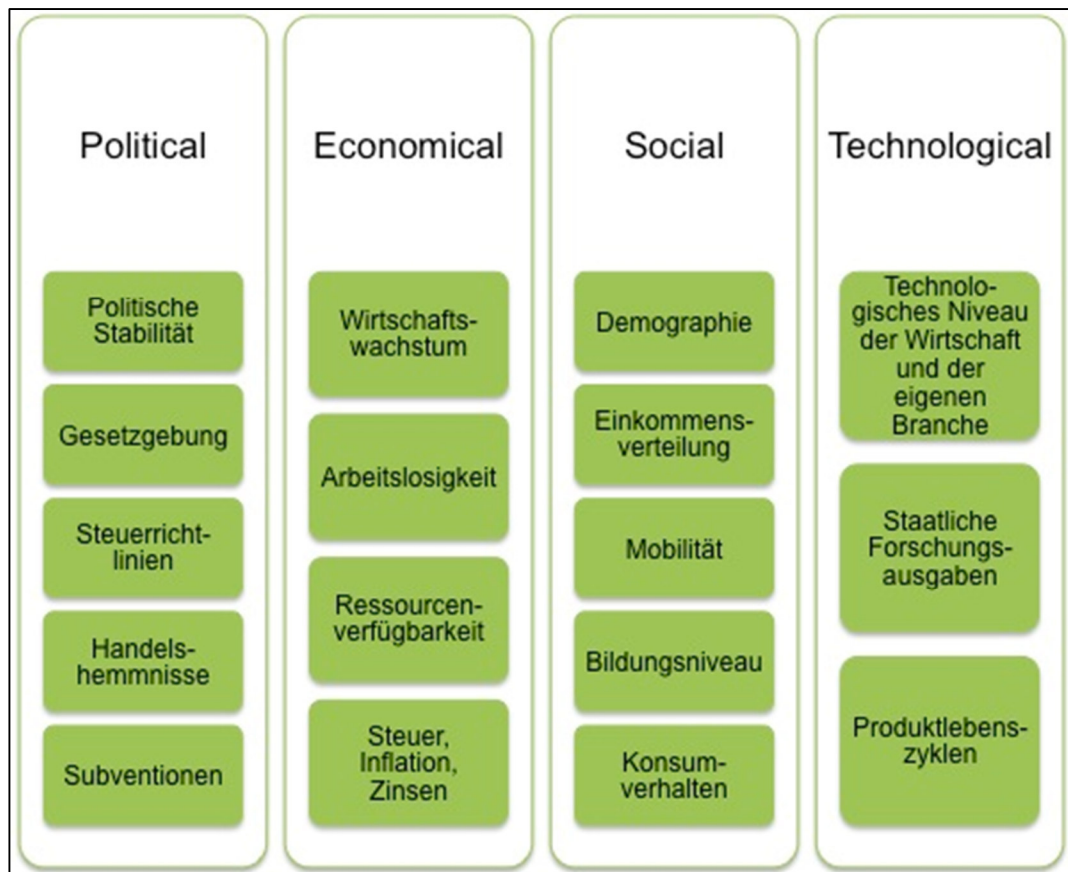 Political
Politische
Stabilität
Gesetzgebung
Steuerricht-
linien
Handels-
hemmnisse
Subventionen
Economical
Wirtschafts-
wachstum
Arbeitslosigkeit
Ressourcen-
verfügbarkeit
Steuer,
Inflation,
Zinsen
Social
Demographie
Einkommens-
verteilung
Mobilität
Bildungsniveau
Konsum-
verhalten
Technological
Technolo-
gisches Niveau
der Wirtschaft
und der
eigenen
Branche
Staatliche
Forschungs-
ausgaben
Produktlebens-
zyklen